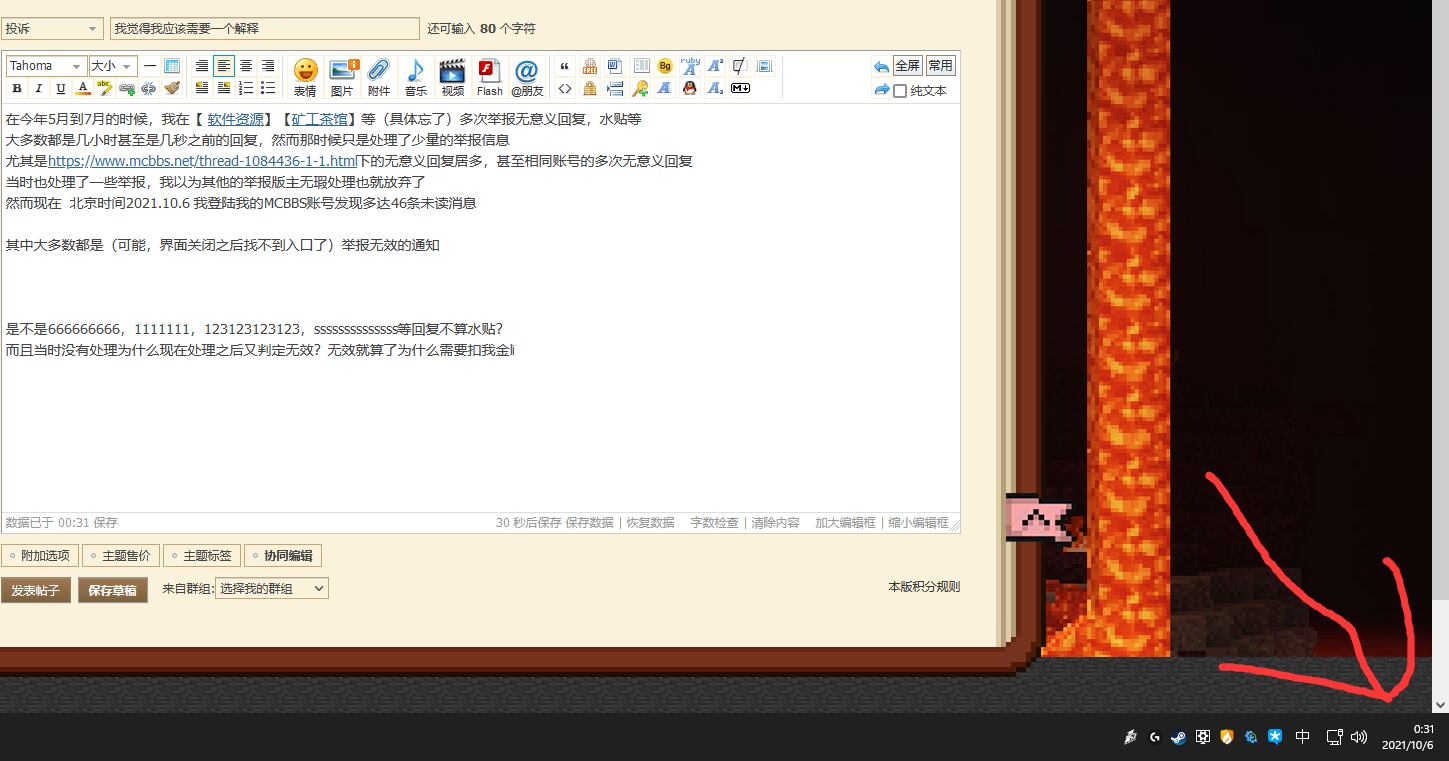 投诉
我觉得我应该需要一个解释
还可输入 80 个字符
Tahoma
大小
全屏
常用
B I U A abc
表情
图片
附件
音乐
视频
Flash
@朋友
Bg
ruby
纯文本
在今年5月到7月的时候，我在【 软件资源】【矿工茶馆】等（具体忘了）多次举报无意义回复，水贴等
大多数都是几小时甚至是几秒之前的回复，然而那时候只是处理了少量的举报信息
尤其是https://www.mcbbs.net/thread-1084436-1-1.html下的无意义回复居多，甚至相同账号的多次无意义回复
当时也处理了一些举报，我以为其他的举报版主无瑕处理也就放弃了
然而现在 北京时间2021.10.6 我登陆我的MCBBS账号发现多达46条未读消息
其中大多数都是（可能，界面关闭之后找不到入口了）举报无效的通知
是不是666666666，1111111，123123123123，ssssssssssssss等回复不算水贴？
而且当时没有处理为什么现在处理之后又判定无效？无效就算了为什么需要扣我金li
数据已于 00:31 保存
30 秒后保存 保存数据 | 恢复数据 字数检查 | 清除内容 加大编辑框 | 缩小编辑框
附加选项
主题售价
主题标签
协同编辑
发表帖子
保存草稿
来自群组:
选择我的群组
本版积分规则
中
0:31
2021/10/6